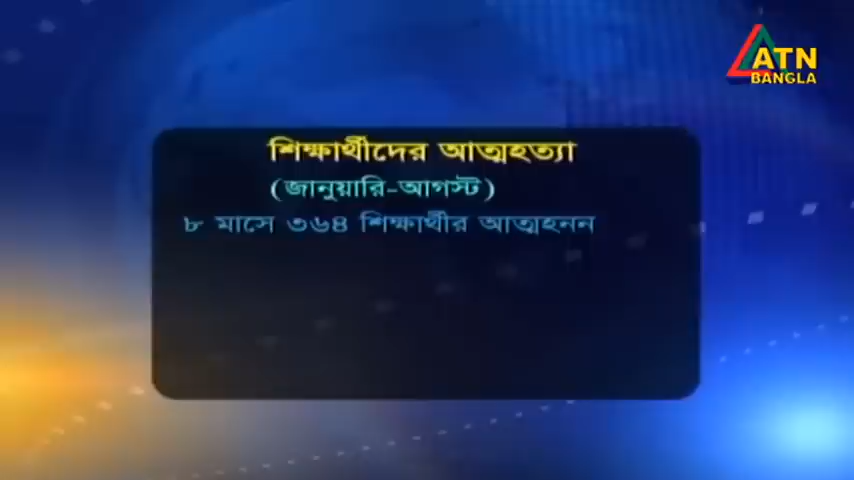 ATN
BANGLA
শিক্ষার্থীদের আত্মহত্যা
(জানুয়ারি-আগস্ট)
৮ মাসে ৩৬৪ শিক্ষার্থীর আত্মহনন